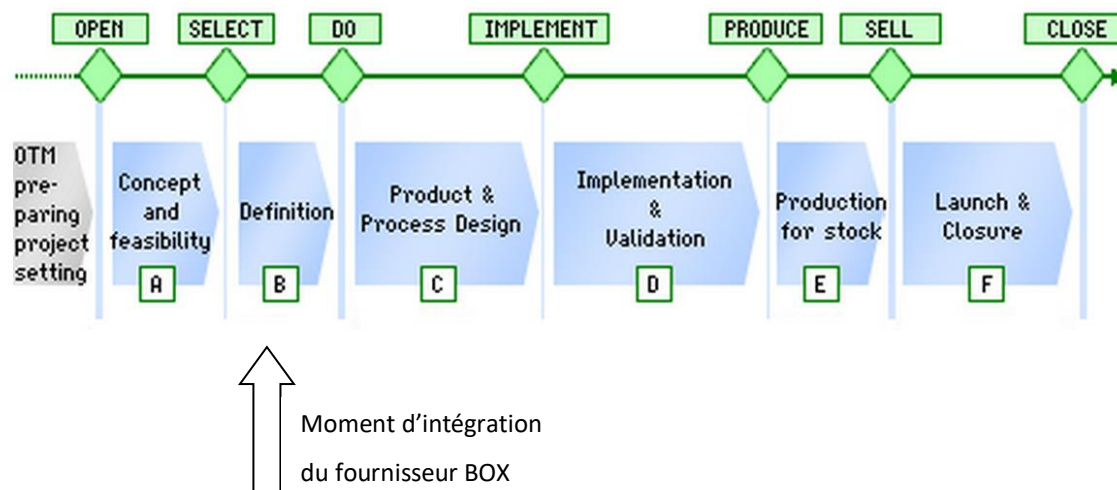 OPEN SELECT DO IMPLEMENT PRODUCE SELL CLOSE
OTM
pre-
paring
project
setting
Concept
and
feasibility
A
Definition
B
Product &
Process Design
C
Implementation
&
Validation
D
Production
for stock
E
Launch &
Closure
F
Moment d’intégration
du fournisseur BOX